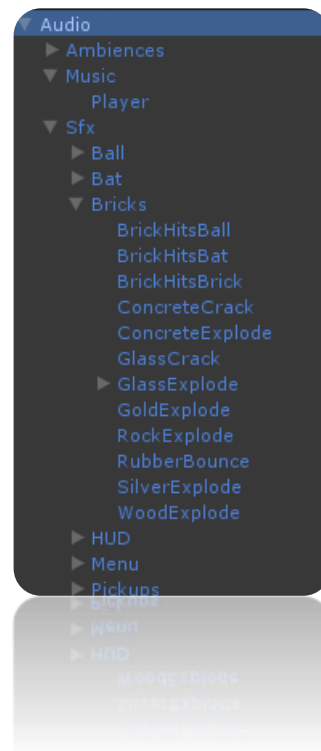 Audio
Ambiences
Music
Player
Sfx
Ball
Bat
Bricks
BrickHitsBall
BrickHitsBat
BrickHitsBrick
ConcreteCrack
ConcreteExplode
GlassCrack
GlassExplode
GoldExplode
RockExplode
RubberBounce
SilverExplode
WoodExplode
HUD
Menu
Pickups